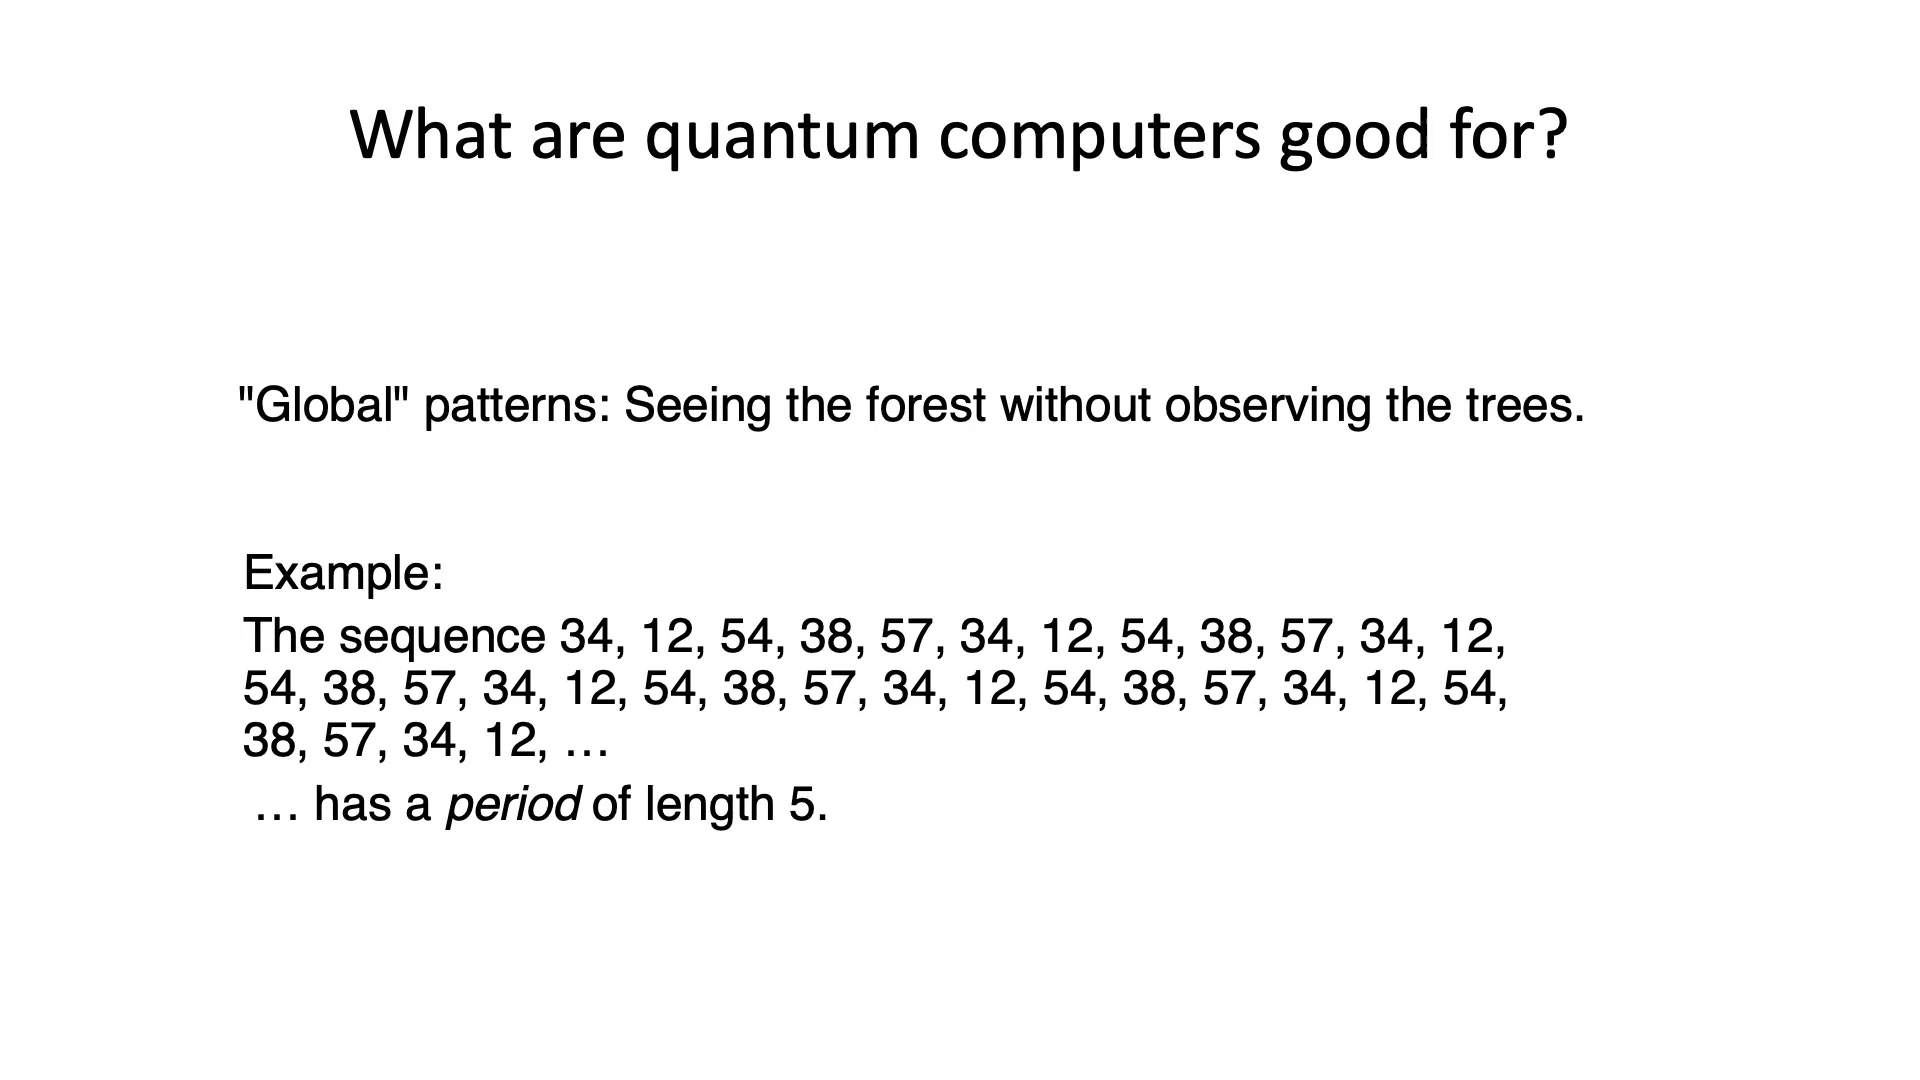 What are quantum computers good for?
"Global" patterns: Seeing the forest without observing the trees.
Example:
The sequence 34, 12, 54, 38, 57, 34, 12, 54, 38, 57, 34, 12,
54, 38, 57, 34, 12, 54, 38, 57, 34, 12, 54, 38, 57, 34, 12, 54,
38, 57, 34, 12, …
… has a period of length 5.